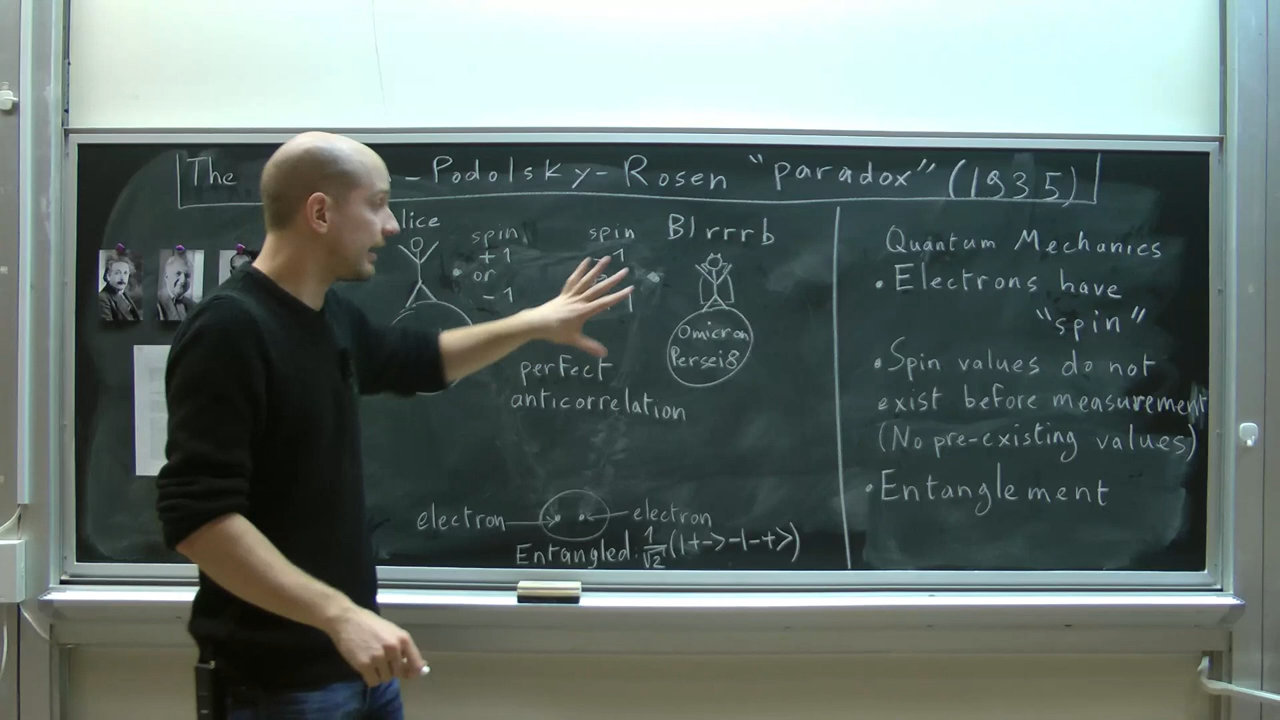 The -Podolsky-Rosen "paradox" (1935)
lice
spin
+1
or
-1
spin
-1
1
Blrrrb
Omicron
Persei8
perfect
anticorrelation
electron
electron
Entangled: 1/√2 (|+->-|-+>)
Quantum Mechanics
• Electrons have
"spin"
• Spin values do not
exist before measurement
(No pre-existing values)
• Entanglement